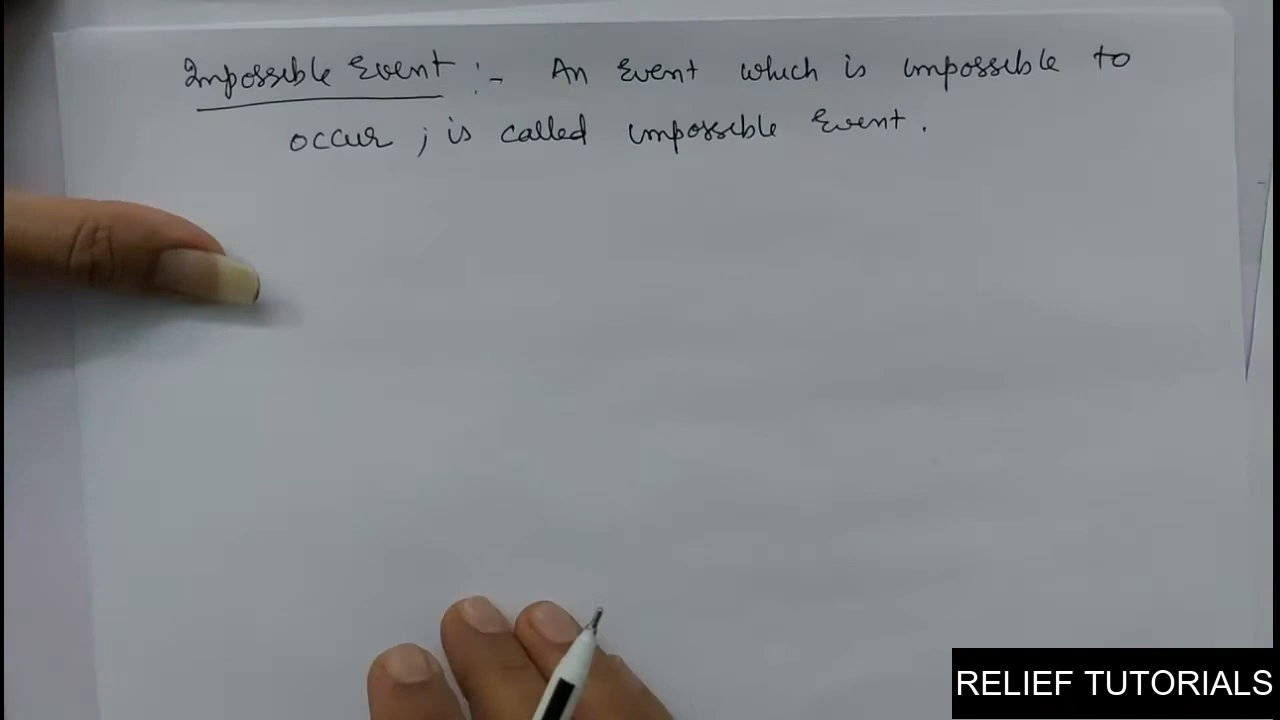 Impossible Event :- An Event which is impossible to
occur ; is called impossible Event.
RELIEF TUTORIALS